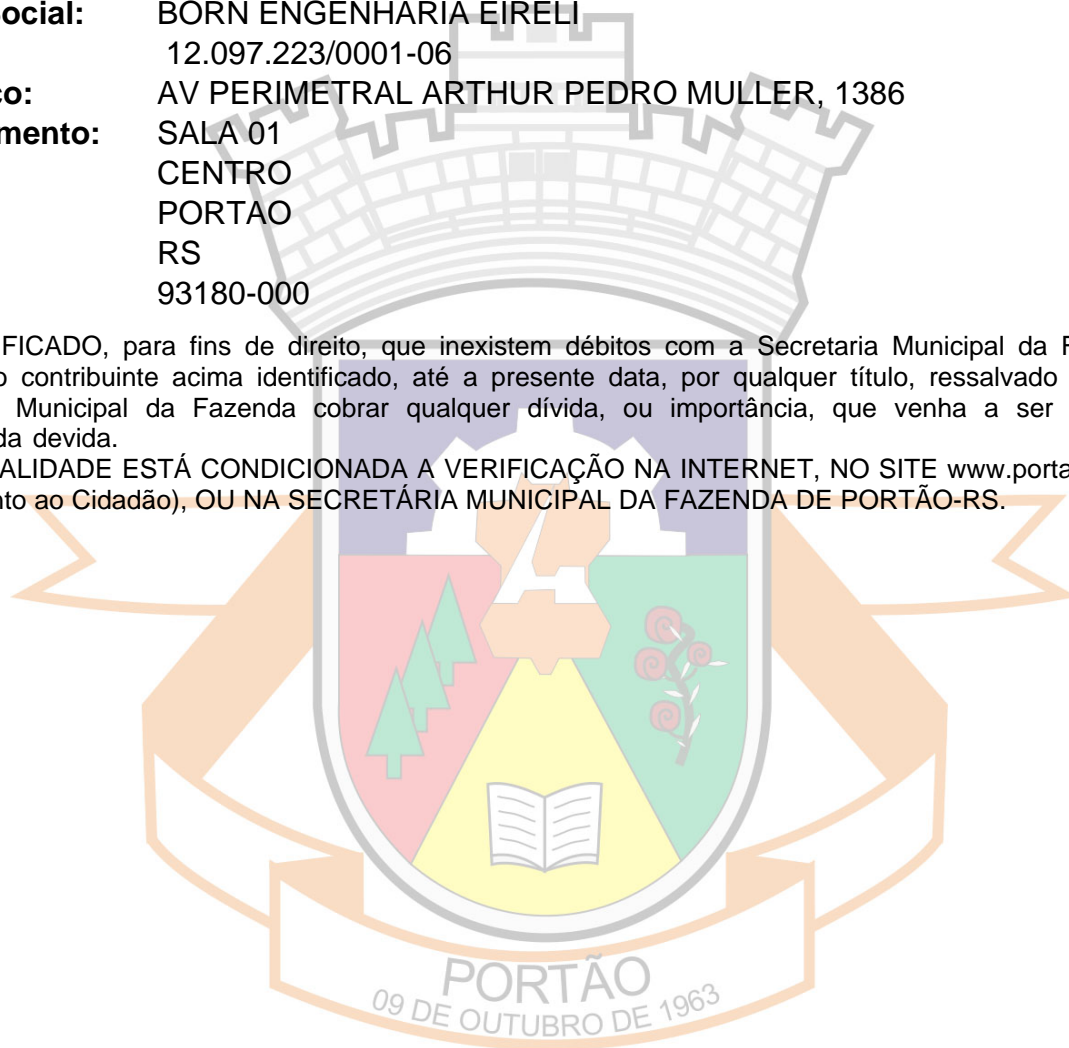 ocial: BORN ENGENHARIA EIRELI
12.097.223/0001-06
o: AV PERIMETRAL ARTHUR PEDRO MULLER, 1386
mento: SALA 01
CENTRO
PORTAO
RS
93180-000
FICADO, para fins de direito, que inexistem débitos com a Secretaria Municipal da F
o contribuinte acima identificado, até a presente data, por qualquer título, ressalvado
Municipal da Fazenda cobrar qualquer dívida, ou importância, que venha a ser
da devida.
ALIDADE ESTÁ CONDICIONADA A VERIFICAÇÃO NA INTERNET, NO SITE www.porta
nto ao Cidadão), OU NA SECRETÁRIA MUNICIPAL DA FAZENDA DE PORTÃO-RS.
PORTÃO
09 DE OUTUBRO DE 1963